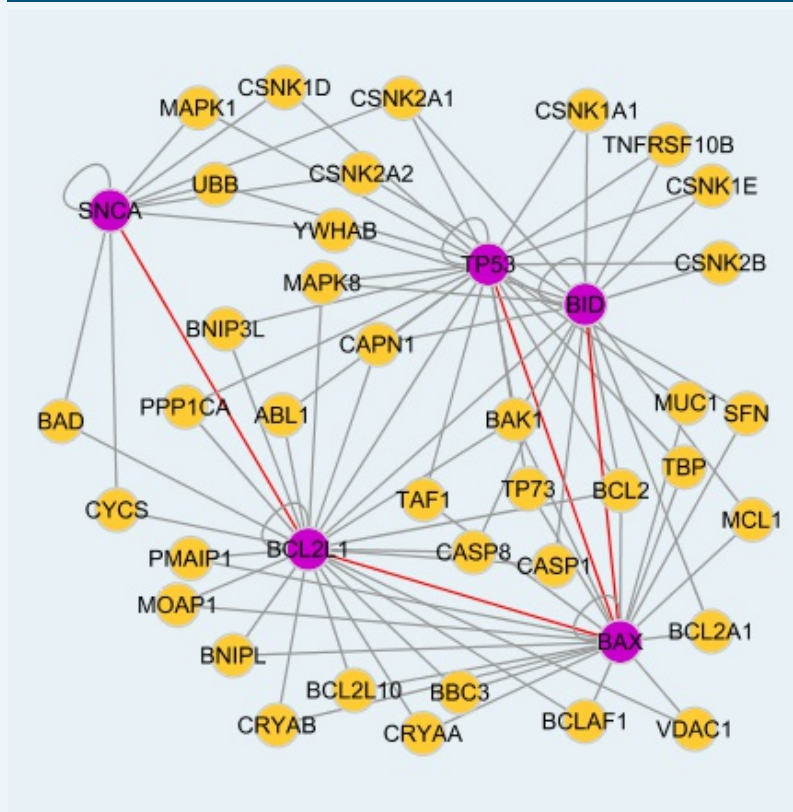 CSNK1D
MAPK1
CSNK2A1
CSNK1A1
TNFRSF10B
UBB
CSNK2A2
CSNK1E
SNCA
YWHAB
TP53
CSNK2B
MAPK8
BID
BNIP3L
CAPN1
PPP1CA
ABL1
MUC1
SFN
BAD
BAK1
TBP
TP73
BCL2
TAF1
CYCS
MCL1
BCL2L1
PMAIP1
CASP8
CASP1
MOAP1
BCL2A1
BAX
BNIPL
BCL2L10
BBC3
CRYAB
CRYAA
BCLAF1
VDAC1